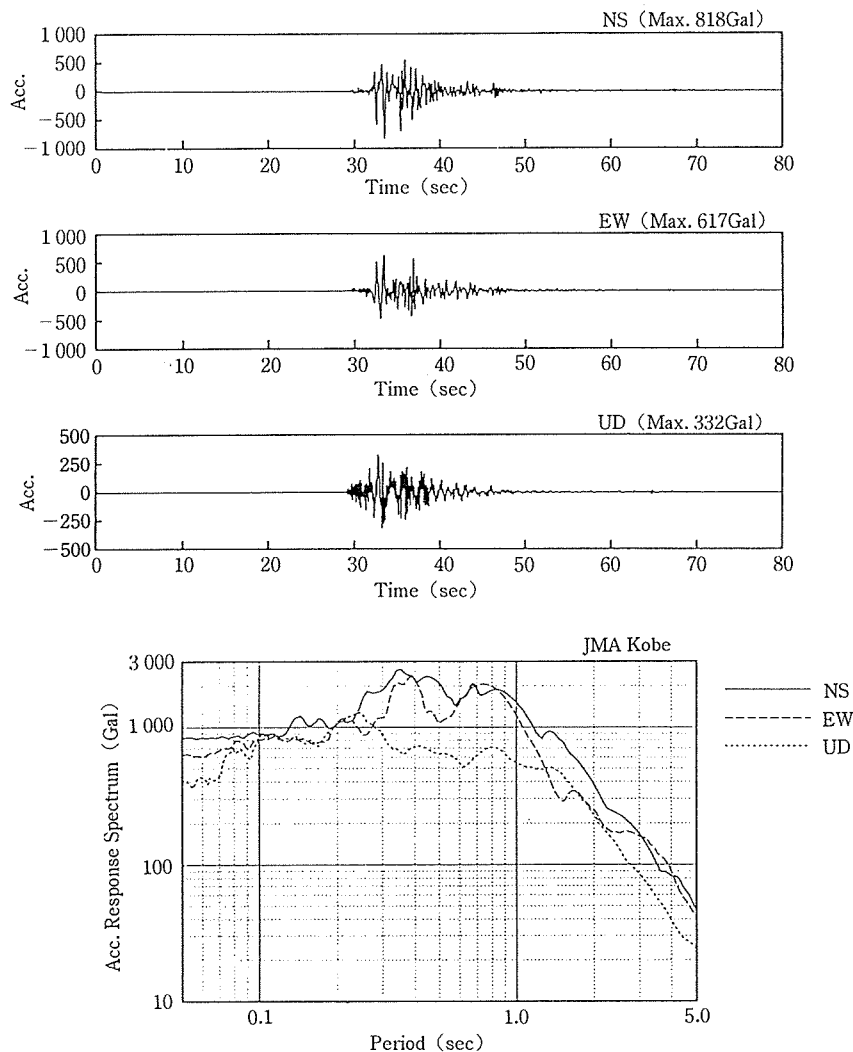 NS (Max. 818Gal)
1 000
500
0
−500
−1 000
Acc.
0 10 20 30 40 50 60 70 80
Time (sec)
EW (Max. 617Gal)
1 000
500
0
−500
−1 000
Acc.
0 10 20 30 40 50 60 70 80
Time (sec)
UD (Max. 332Gal)
500
250
0
−250
−500
Acc.
0 10 20 30 40 50 60 70 80
Time (sec)
JMA Kobe
3 000
1 000
100
10
Acc. Response Spectrum (Gal)
0.1 1.0 5.0
Period (sec)
NS
EW
UD